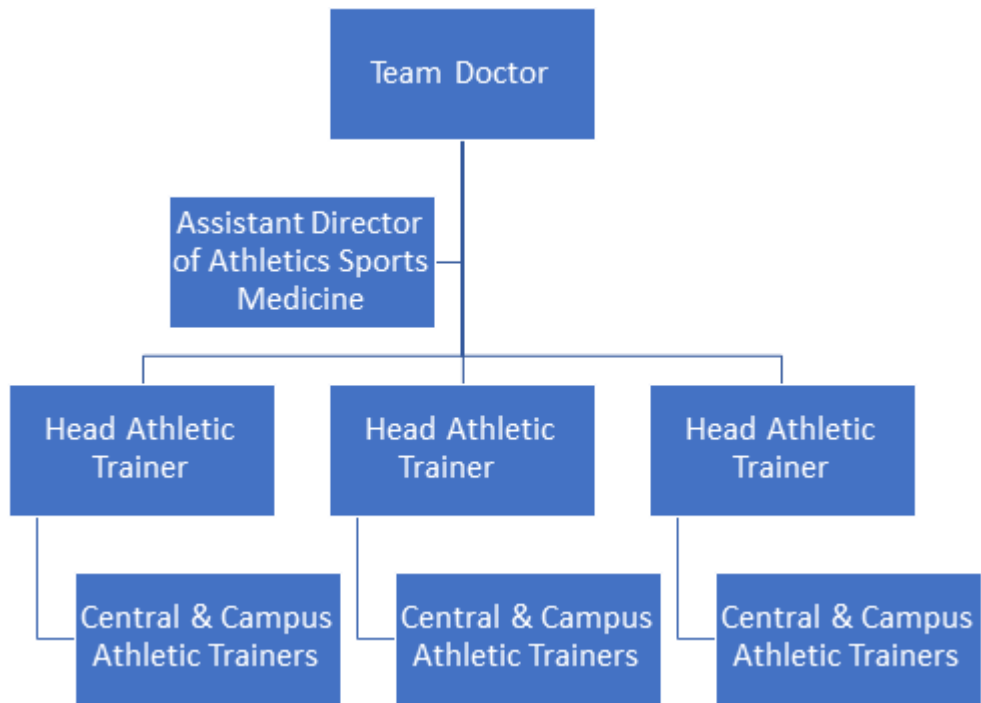 Team Doctor
Assistant Director
of Athletics Sports
Medicine
Head Athletic
Trainer
Head Athletic
Trainer
Head Athletic
Trainer
Central & Campus
Athletic Trainers
Central & Campus
Athletic Trainers
Central & Campus
Athletic Trainers